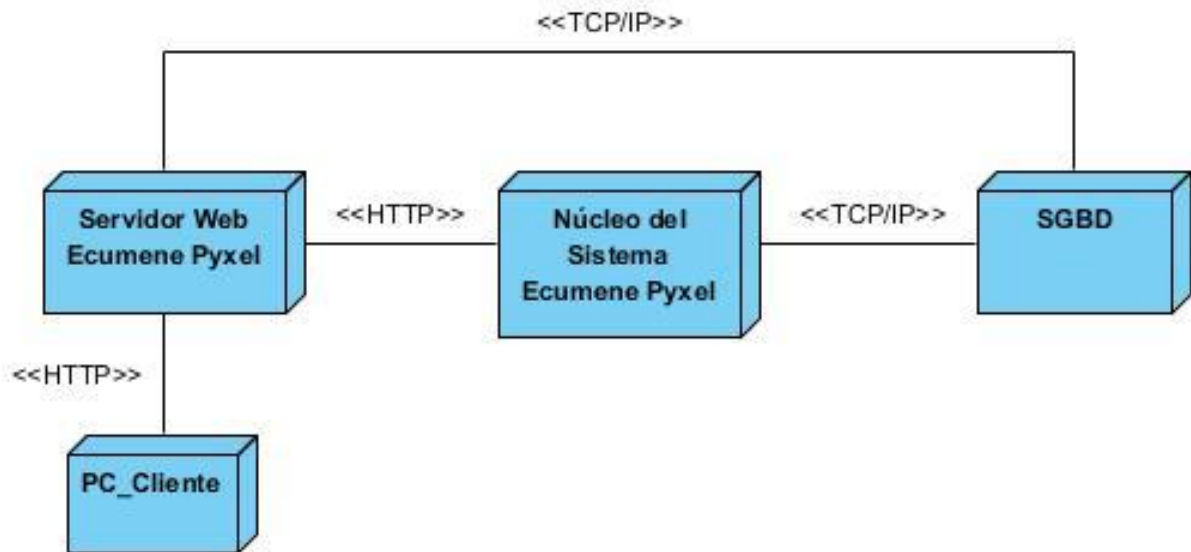 <<TCP/IP>>
Servidor Web
Ecumene Pyxel
<<HTTP>>
Núcleo del
Sistema
Ecumene Pyxel
<<TCP/IP>>
SGBD
<<HTTP>>
PC_Cliente